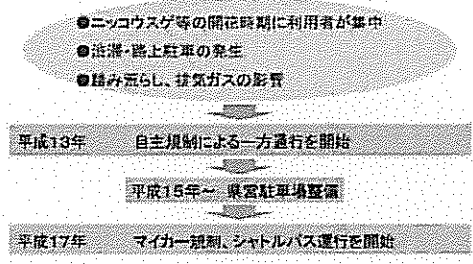 ●ニッコウスゲ等の開花時期に利用者が集中
●渋滞・路上駐車の発生
●踏み荒らし、排気ガスの影響
平成13年 自主規制による一方通行を開始
平成15年～ 県営駐車場整備
平成17年 マイカー規制、シャトルバス運行を開始